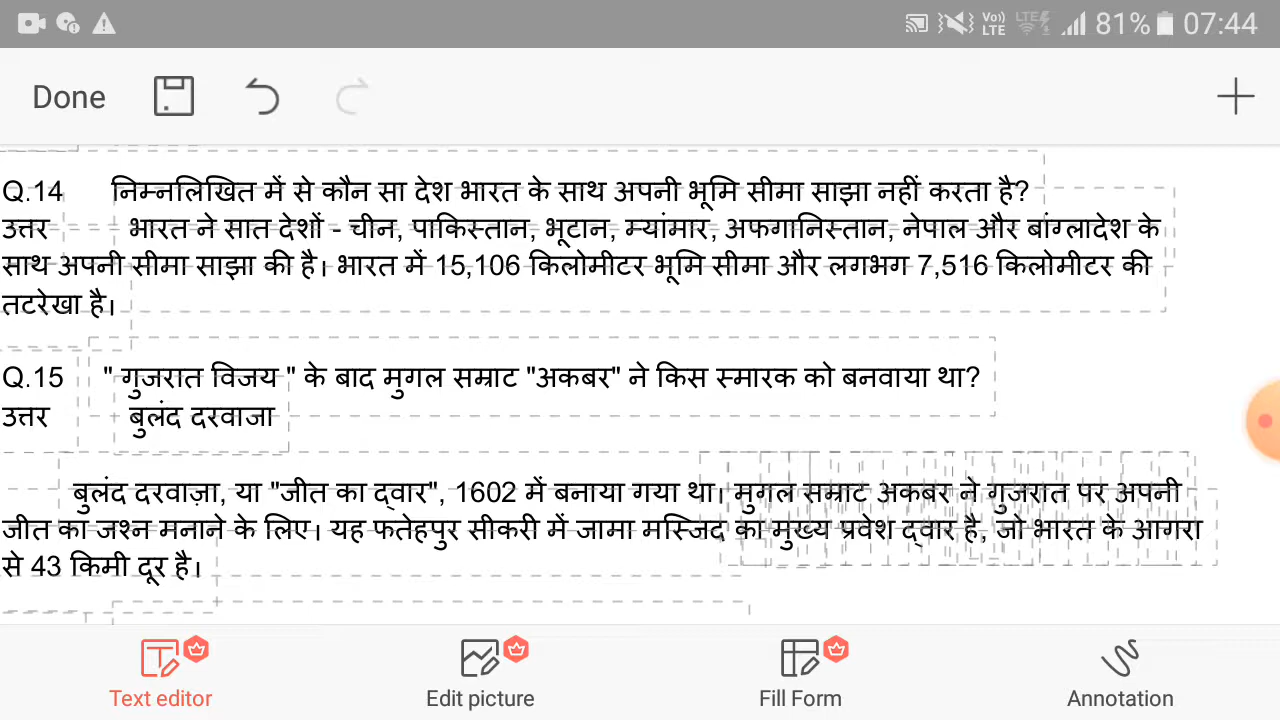 VoLTE LTE 81% 07:44
Done
Q.14 निम्नलिखित में से कौन सा देश भारत के साथ अपनी भूमि सीमा साझा नहीं करता है?
उत्तर भारत ने सात देशों - चीन, पाकिस्तान, भूटान, म्यांमार, अफगानिस्तान, नेपाल और बांग्लादेश के
साथ अपनी सीमा साझा की है। भारत में 15,106 किलोमीटर भूमि सीमा और लगभग 7,516 किलोमीटर की
तटरेखा है।
Q.15 " गुजरात विजय " के बाद मुगल सम्राट "अकबर" ने किस स्मारक को बनवाया था?
उत्तर बुलंद दरवाजा
बुलंद दरवाज़ा, या "जीत का द्वार", 1602 में बनाया गया था। मुगल सम्राट अकबर ने गुजरात पर अपनी
जीत का जश्न मनाने के लिए। यह फतेहपुर सीकरी में जामा मस्जिद का मुख्य प्रवेश द्वार है, जो भारत के आगरा
से 43 किमी दूर है।
Text editor Edit picture Fill Form Annotation